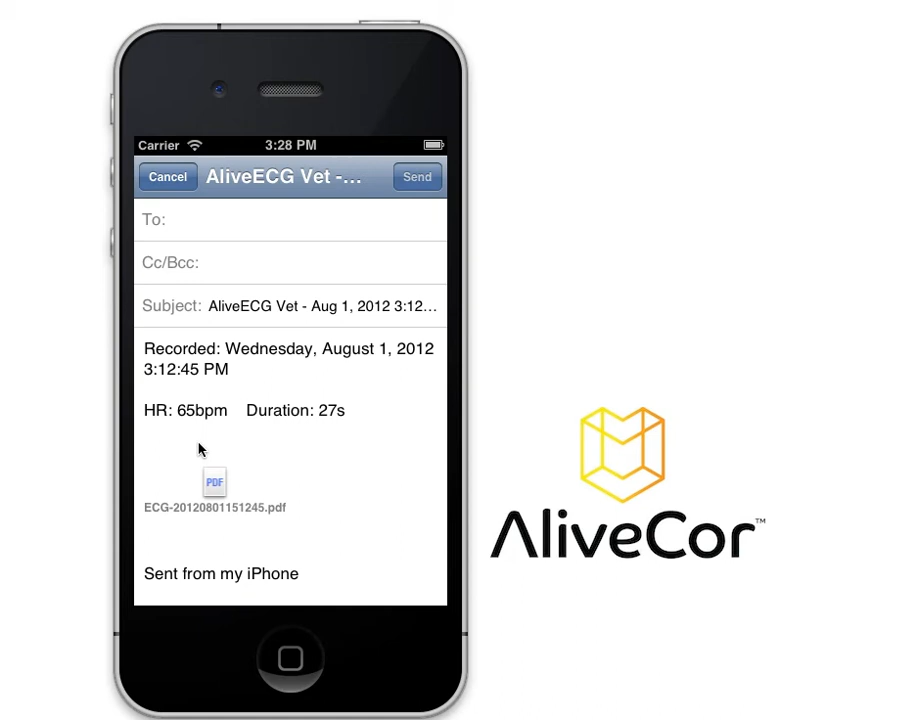 Carrier 3:28 PM
Cancel AliveECG Vet -... Send
To:
Cc/Bcc:
Subject: AliveECG Vet - Aug 1, 2012 3:12...
Recorded: Wednesday, August 1, 2012
3:12:45 PM
HR: 65bpm Duration: 27s
PDF
ECG-20120801151245.pdf
Sent from my iPhone
AliveCor™